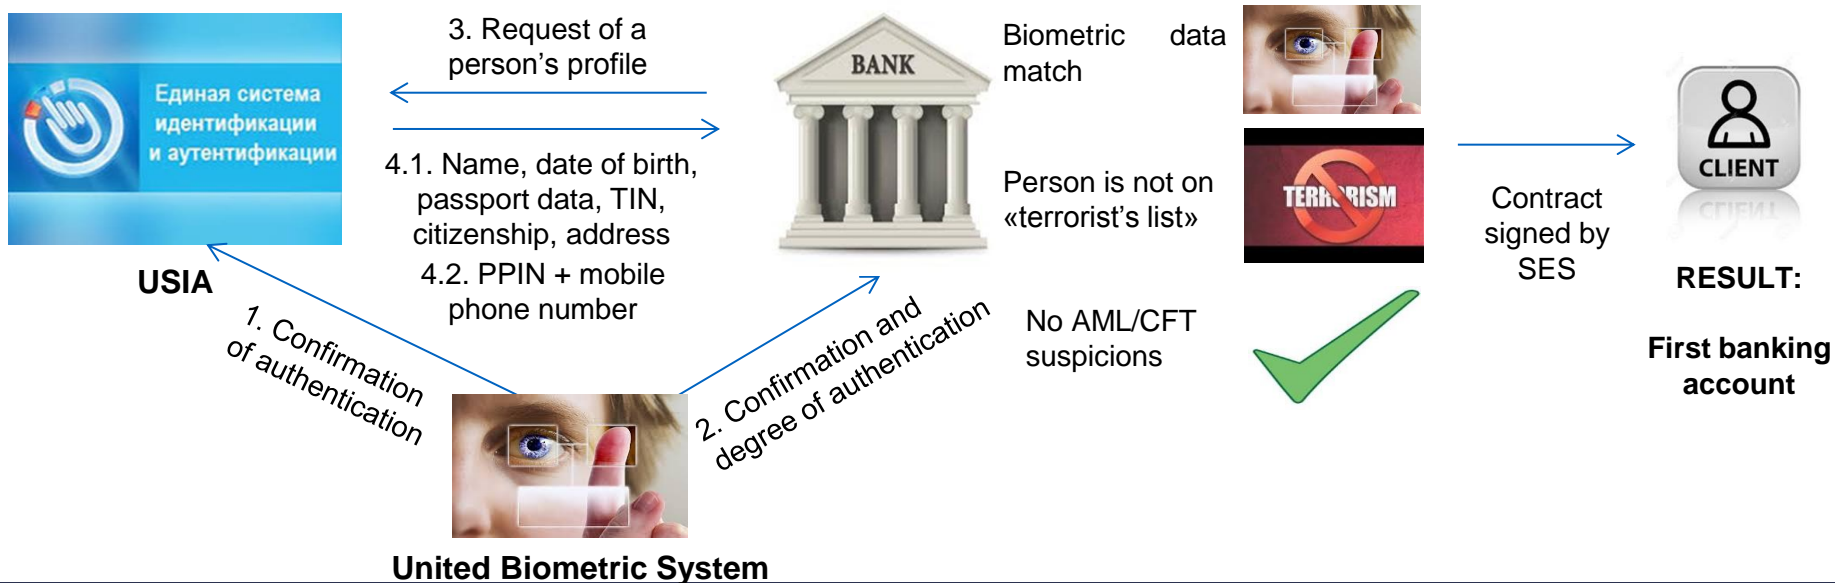 Единая система
идентификации
и аутентификации
USIA
3. Request of a
person's profile
4.1. Name, date of birth,
passport data, TIN,
citizenship, address
4.2. PPIN + mobile
phone number
1. Confirmation
of authentication
2. Confirmation and
degree of authentication
United Biometric System
BANK
Biometric data
match
Person is not on
«terrorist's list»
TERRORISM
No AML/CFT
suspicions
Contract
signed by
SES
CLIENT
RESULT:
First banking
account